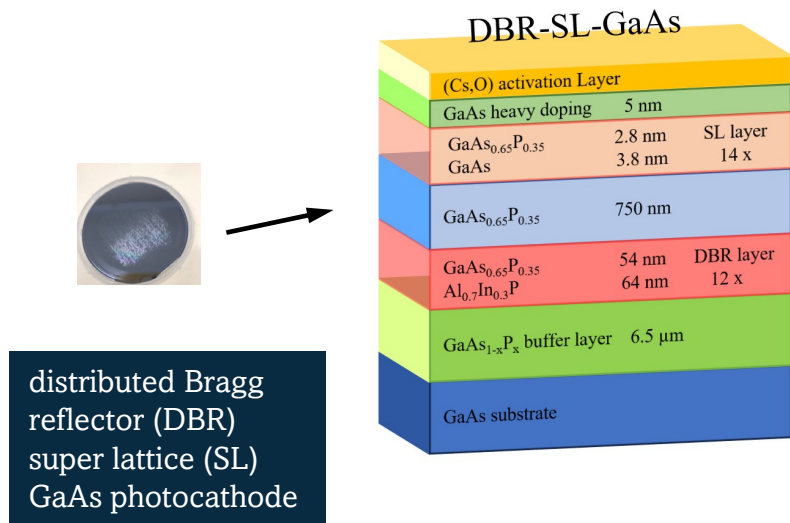 DBR-SL-GaAs
(Cs,O) activation Layer
GaAs heavy doping 5 nm
GaAs₀.₆₅P₀.₃₅ 2.8 nm SL layer
GaAs 3.8 nm 14 x
GaAs₀.₆₅P₀.₃₅ 750 nm
GaAs₀.₆₅P₀.₃₅ 54 nm DBR layer
Al₀.₇In₀.₃P 64 nm 12 x
GaAs₁₋ₓPₓ buffer layer 6.5 µm
GaAs substrate
distributed Bragg
reflector (DBR)
super lattice (SL)
GaAs photocathode